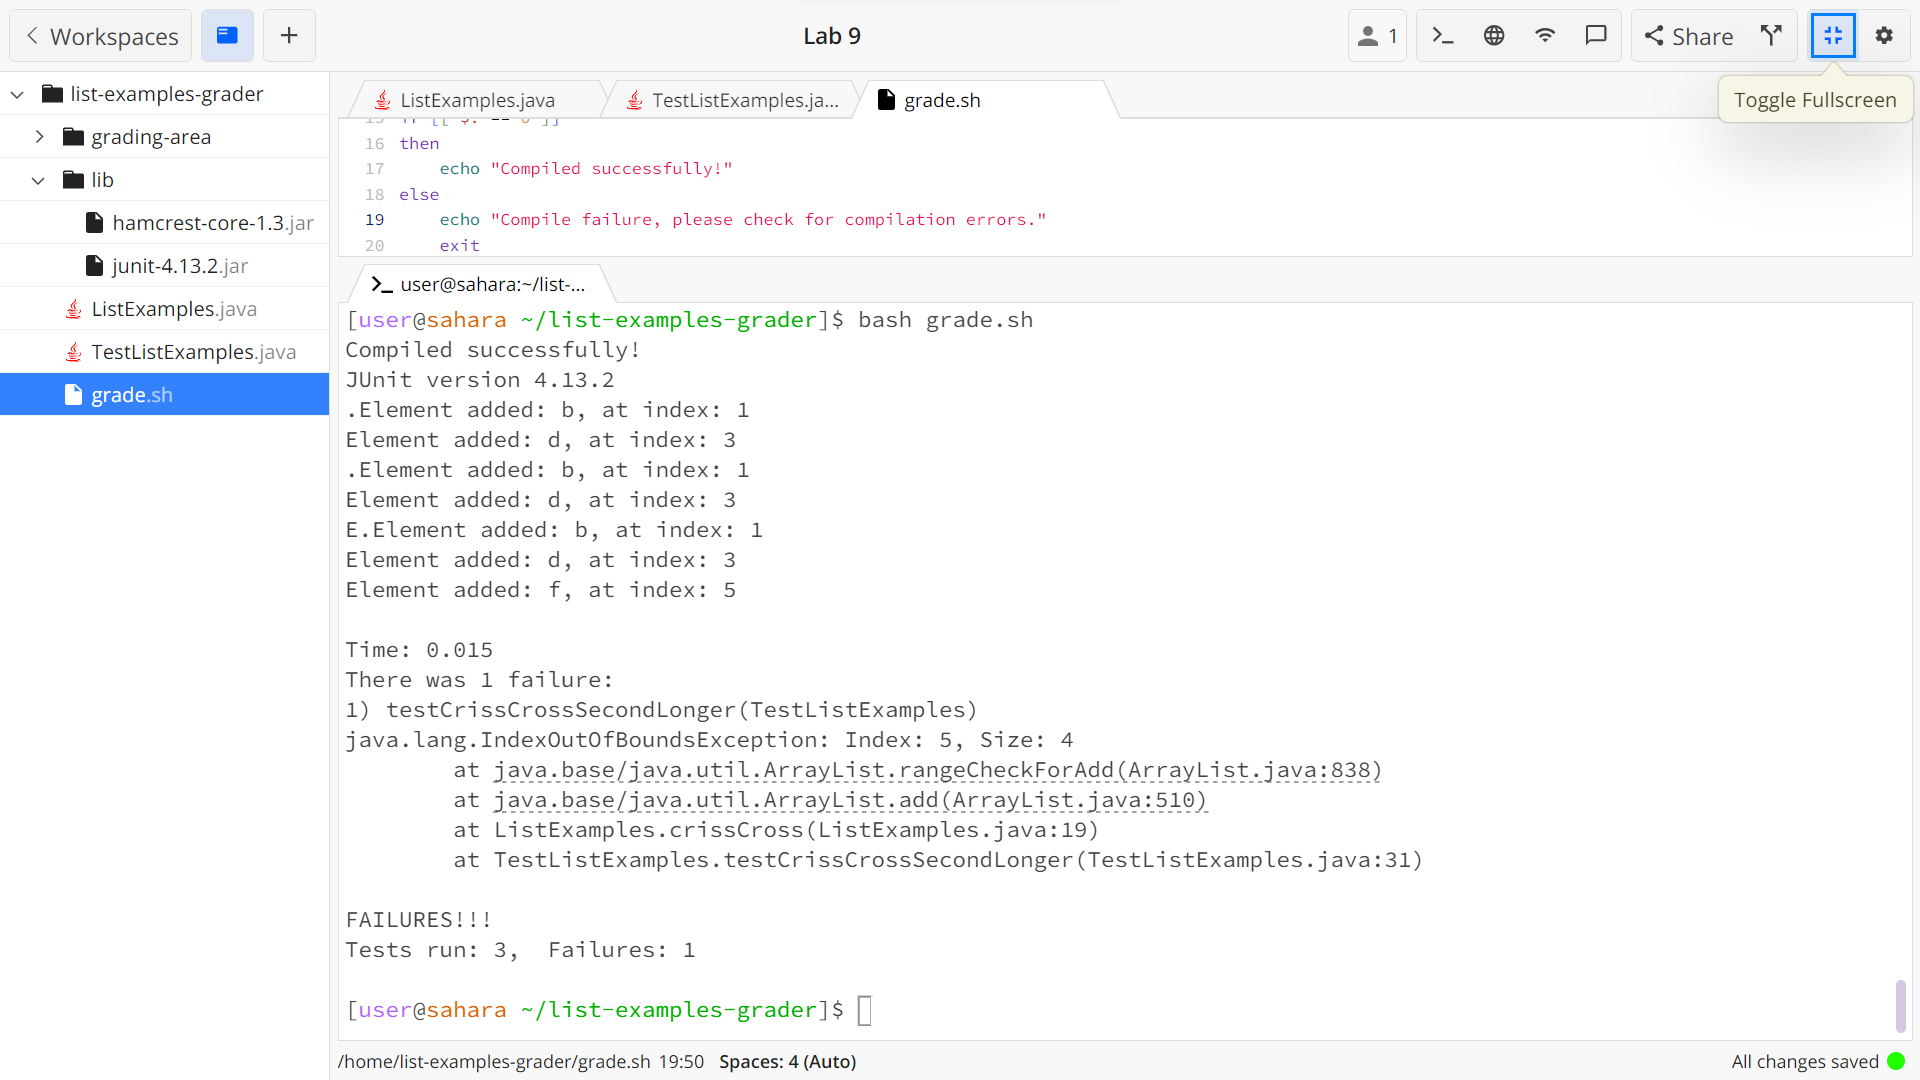 Workspaces
Lab 9
1
Share
Toggle Fullscreen
list-examples-grader
grading-area
lib
hamcrest-core-1.3.jar
junit-4.13.2.jar
ListExamples.java
TestListExamples.java
grade.sh
ListExamples.java
TestListExamples.ja...
grade.sh
16 then
17 echo "Compiled successfully!"
18 else
19 echo "Compile failure, please check for compilation errors."
20 exit
user@sahara:~/list-...
[user@sahara ~/list-examples-grader]$ bash grade.sh
Compiled successfully!
JUnit version 4.13.2
.Element added: b, at index: 1
Element added: d, at index: 3
.Element added: b, at index: 1
Element added: d, at index: 3
E.Element added: b, at index: 1
Element added: d, at index: 3
Element added: f, at index: 5
Time: 0.015
There was 1 failure:
1) testCrissCrossSecondLonger(TestListExamples)
java.lang.IndexOutOfBoundsException: Index: 5, Size: 4
at java.base/java.util.ArrayList.rangeCheckForAdd(ArrayList.java:838)
at java.base/java.util.ArrayList.add(ArrayList.java:510)
at ListExamples.crissCross(ListExamples.java:19)
at TestListExamples.testCrissCrossSecondLonger(TestListExamples.java:31)
FAILURES!!!
Tests run: 3,  Failures: 1
[user@sahara ~/list-examples-grader]$
/home/list-examples-grader/grade.sh 19:50 Spaces: 4 (Auto)
All changes saved